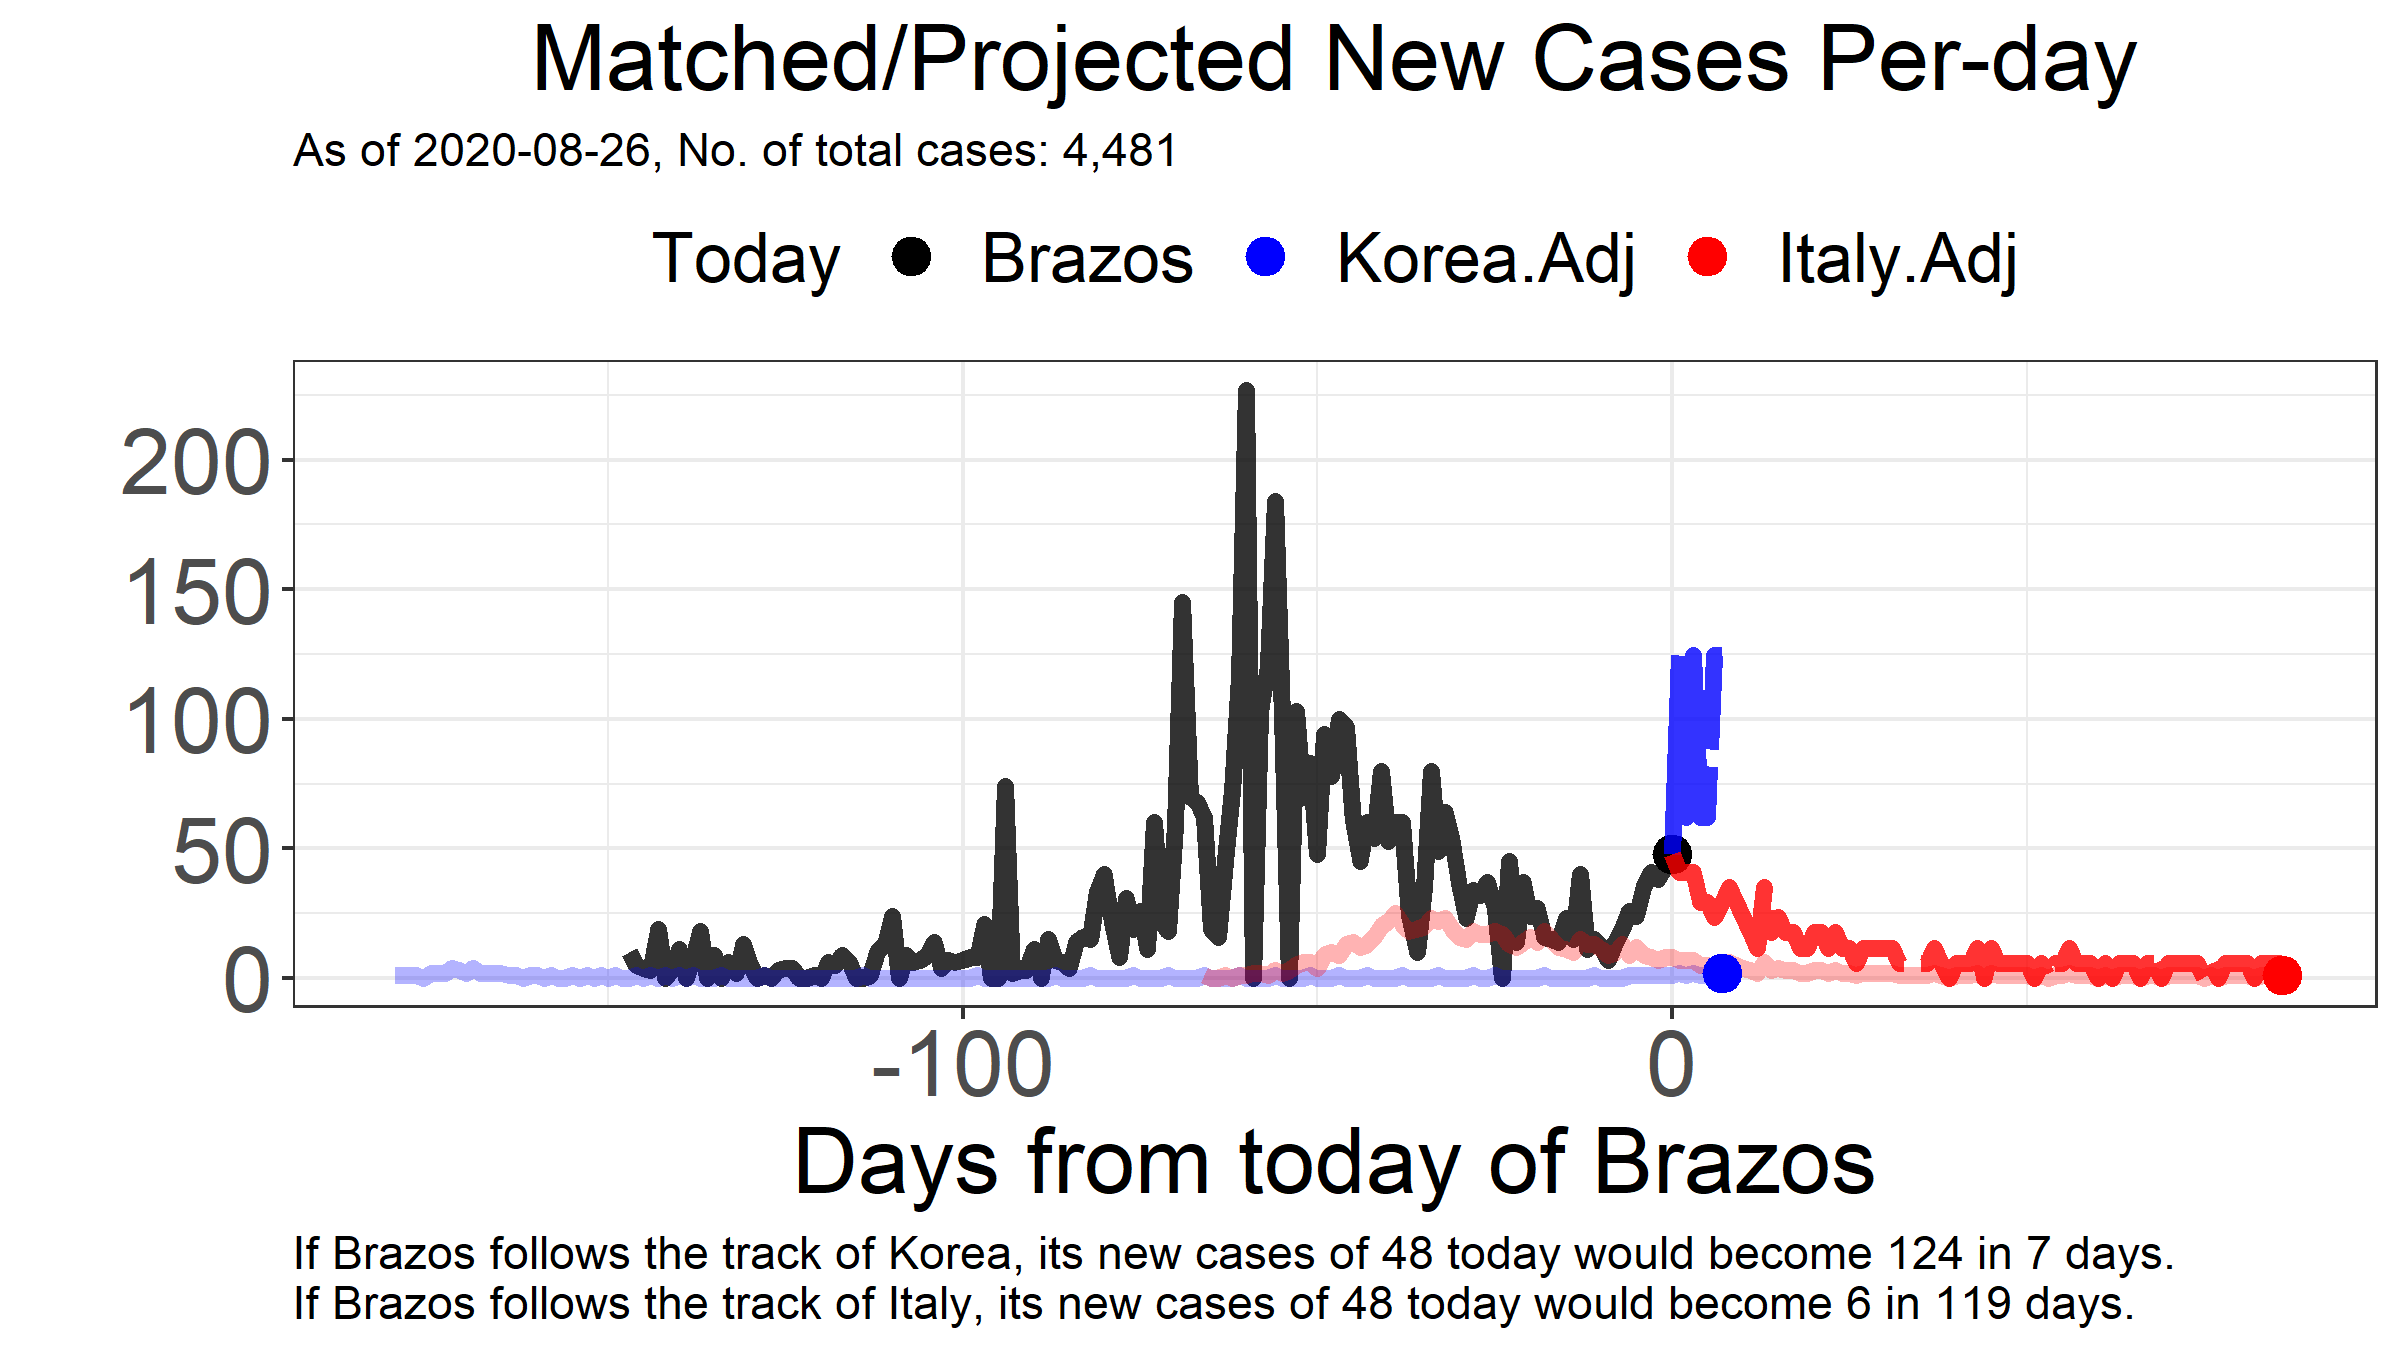 Matched/Projected New Cases Per-day
As of 2020-08-26, No. of total cases: 4,481
Today Brazos Korea.Adj Italy.Adj
200
150
100
50
0
-100 0
Days from today of Brazos
If Brazos follows the track of Korea, its new cases of 48 today would become 124 in 7 days.
If Brazos follows the track of Italy, its new cases of 48 today would become 6 in 119 days.